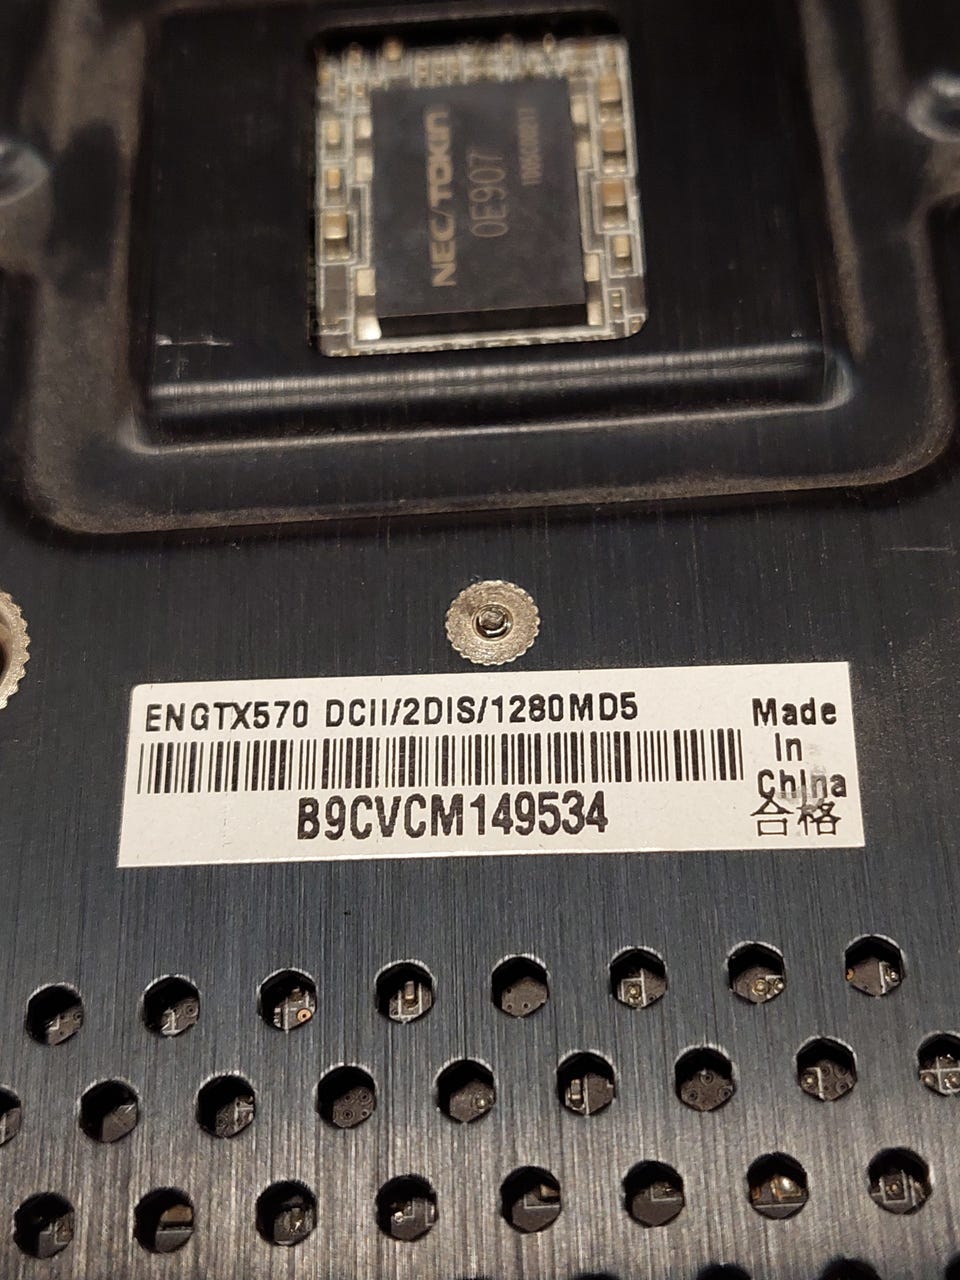 NEC/TOKIN
0E907
ENGTX570 DCII/2DIS/1280MD5
B9CVCM149534
Made
In
China
合格